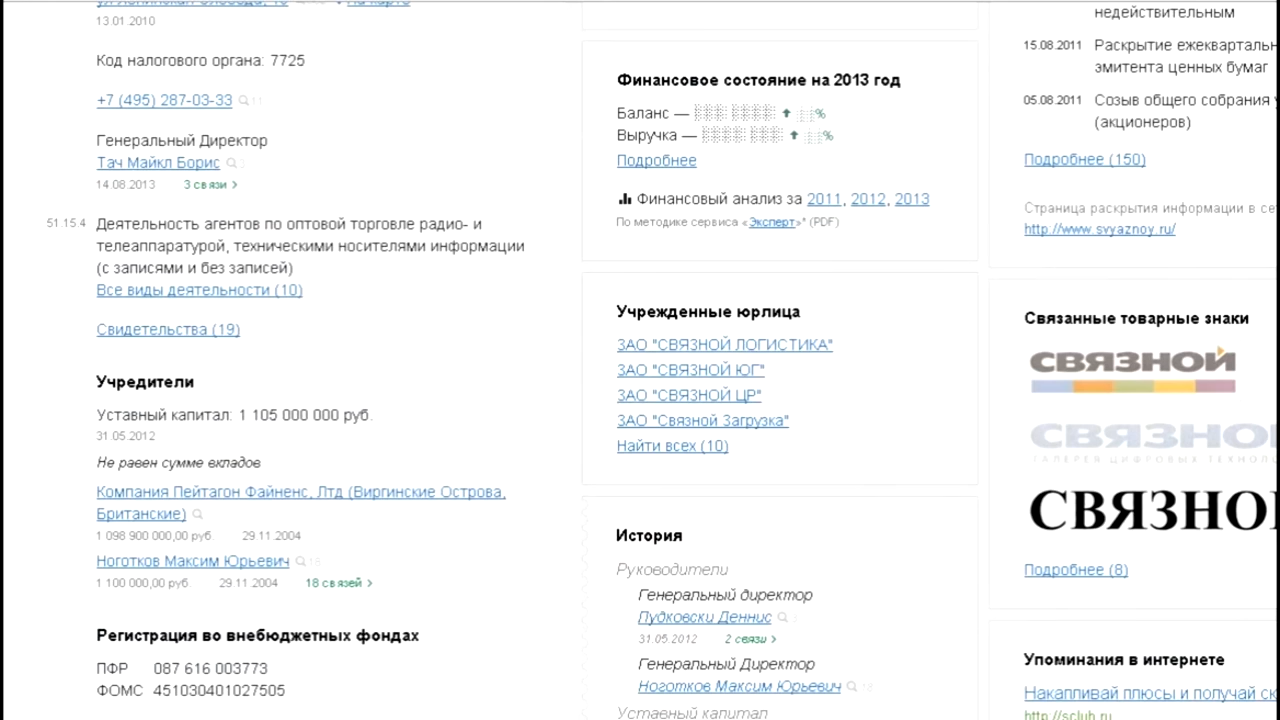 13.01.2010
Код налогового органа: 7725
+7 (495) 287-03-33
Генеральный Директор
Тач Майкл Борис
14.08.2013 3 связи >
51.15.4 Деятельность агентов по оптовой торговле радио- и
телеаппаратурой, техническими носителями информации
(с записями и без записей)
Все виды деятельности (10)
Свидетельства (19)
Учредители
Уставный капитал: 1 105 000 000 руб.
31.05.2012
Не равен сумме вкладов
Компания Пейтагон Файненс, Лтд (Виргинские Острова,
Британские)
1 098 900 000,00 руб. 29.11.2004
Ноготков Максим Юрьевич 18
1 100 000,00 руб. 29.11.2004 18 связей >
Регистрация во внебюджетных фондах
ПФР 087 616 003773
ФОМС 451030401027505
Финансовое состояние на 2013 год
Баланс — %
Выручка — %
Подробнее
Финансовый анализ за 2011, 2012, 2013
По методике сервиса «Эксперт»* (PDF)
Учрежденные юрлица
ЗАО "СВЯЗНОЙ ЛОГИСТИКА"
ЗАО "СВЯЗНОЙ ЮГ"
ЗАО "СВЯЗНОЙ ЦР"
ЗАО "Связной Загрузка"
Найти всех (10)
История
Руководители
Генеральный директор
Лудковски Деннис
31.05.2012 2 связи >
Генеральный Директор
Ноготков Максим Юрьевич 18
Уставный капитал
недействительным
15.08.2011 Раскрытие ежекварталь
эмитента ценных бумаг
05.08.2011 Созыв общего собрания
(акционеров)
Подробнее (150)
Страница раскрытия информации в се
http://www.svyaznoy.ru/
Связанные товарные знаки
СВЯЗНОЙ
СВЯЗНО
ГАЛЕРЕЯ ЦИФРОВЫХ ТЕХНОЛО
СВЯЗНО
Подробнее (8)
Упоминания в интернете
Накапливай плюсы и получай ск
http://sclub.ru